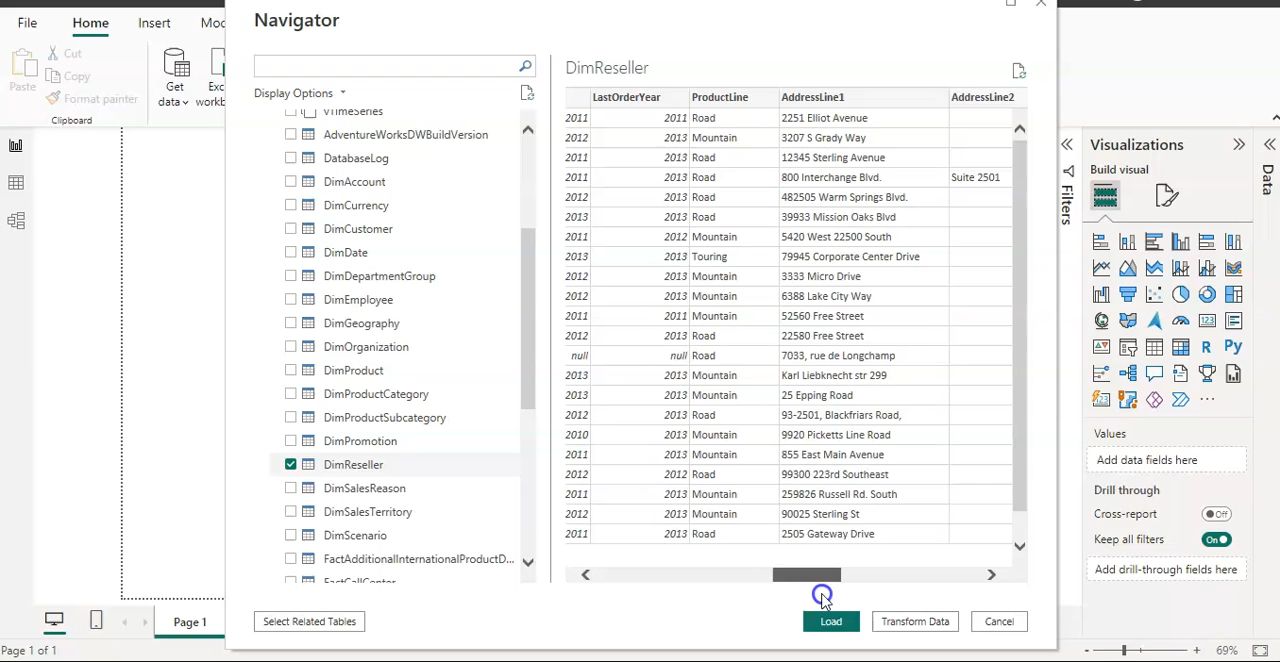 File Home Insert
Navigator
Paste
Cut
Copy
Format painter
Clipboard
Get
data
Display Options
vTimeSeries
AdventureWorksDWBuildVersion
DatabaseLog
DimAccount
DimCurrency
DimCustomer
DimDate
DimDepartmentGroup
DimEmployee
DimGeography
DimOrganization
DimProduct
DimProductCategory
DimProductSubcategory
DimPromotion
DimReseller
DimSalesReason
DimSalesTerritory
DimScenario
FactAdditionalInternationalProductD...
FactCallCenter
Select Related Tables
DimReseller
LastOrderYear ProductLine AddressLine1 AddressLine2
2011 2011 Road 2251 Elliot Avenue
2012 2013 Mountain 3207 S Grady Way
2011 2013 Road 12345 Sterling Avenue
2011 2013 Road 800 Interchange Blvd. Suite 2501
2012 2013 Road 482505 Warm Springs Blvd.
2013 2013 Road 39933 Mission Oaks Blvd
2011 2012 Mountain 5420 West 22500 South
2013 2013 Touring 79945 Corporate Center Drive
2012 2013 Mountain 3333 Micro Drive
2012 2013 Mountain 6388 Lake City Way
2011 2011 Mountain 52560 Free Street
2012 2013 Road 22580 Free Street
null null Road 7033, rue de Longchamp
2013 2013 Mountain Karl Liebknecht str 299
2013 2013 Mountain 25 Epping Road
2012 2013 Road 93-2501, Blackfriars Road,
2010 2013 Mountain 9920 Picketts Line Road
2011 2013 Mountain 855 East Main Avenue
2012 2012 Road 99300 223rd Southeast
2011 2013 Mountain 259826 Russell Rd. South
2012 2013 Mountain 90025 Sterling St
2011 2013 Road 2505 Gateway Drive
Load Transform Data Cancel
Filters
Visualizations
Build visual
R Py
123
Values
Add data fields here
Drill through
Cross-report Off
Keep all filters On
Add drill-through fields here
Data
Page 1
Page 1 of 1
- + 69%